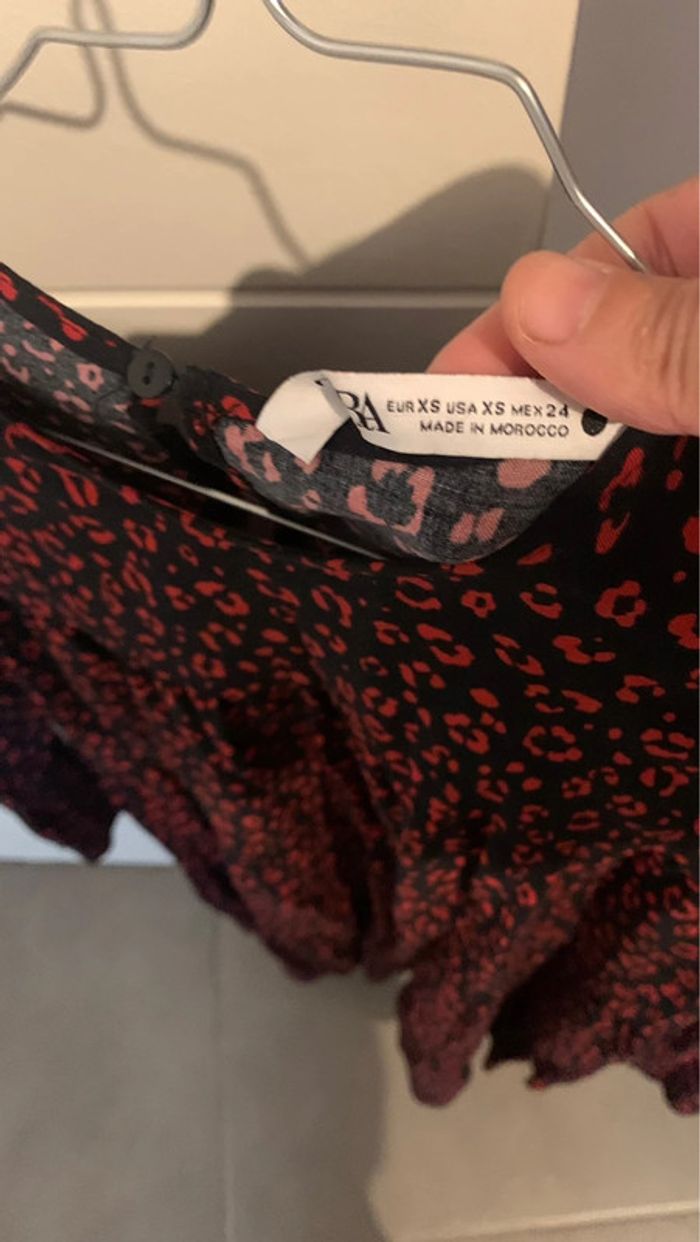 RA EUR XS USA XS MEX 24
MADE IN MOROCCO